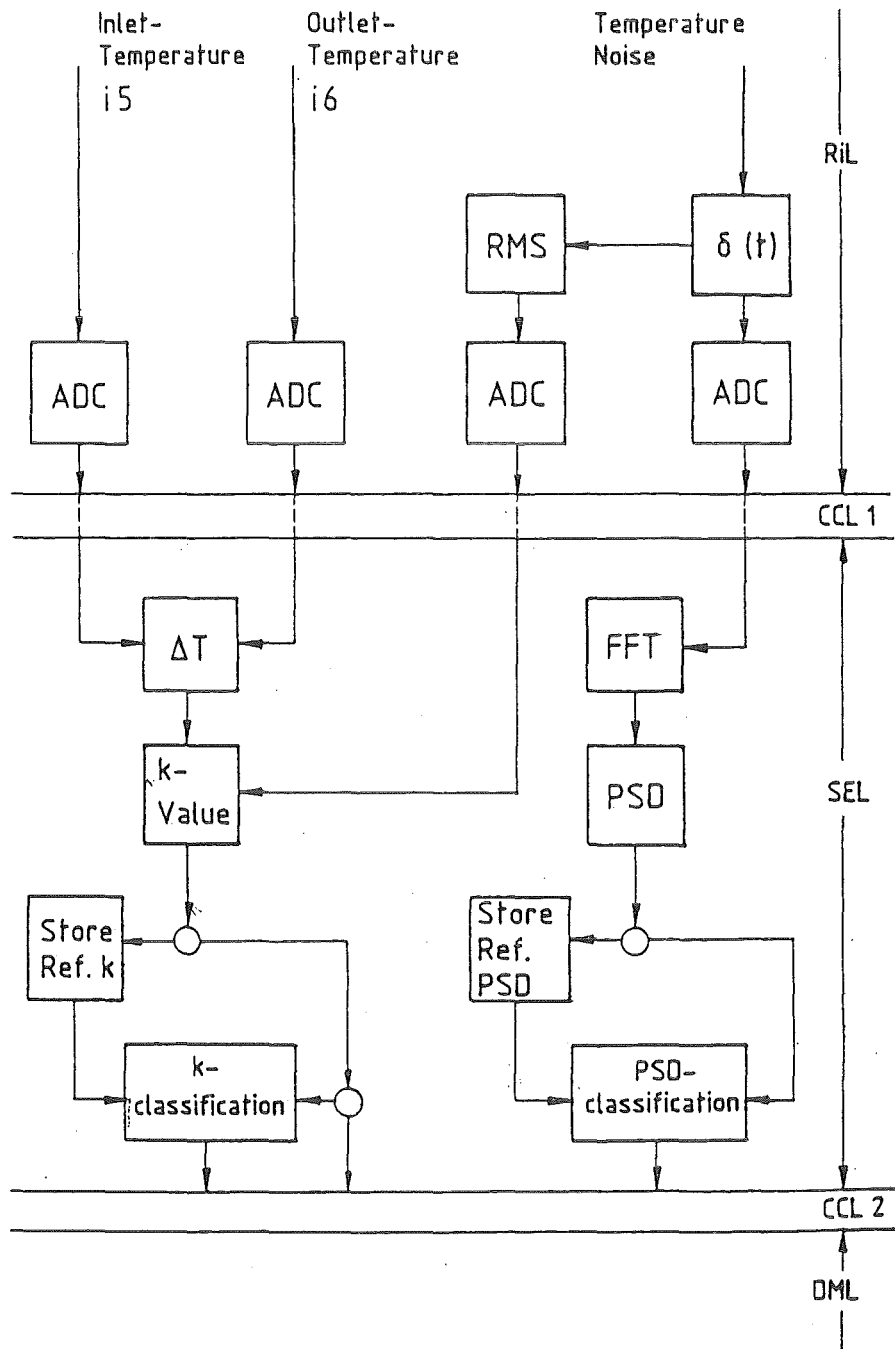 Inlet-
Temperature
i5
Outlet-
Temperature
i6
Temperature
Noise
RiL
RMS
δ (t)
ADC
ADC
ADC
ADC
CCL 1
ΔT
FFT
k-
Value
PSD
SEL
Store
Ref. k
Store
Ref.
PSD
k-
classification
PSD-
classification
CCL 2
DML